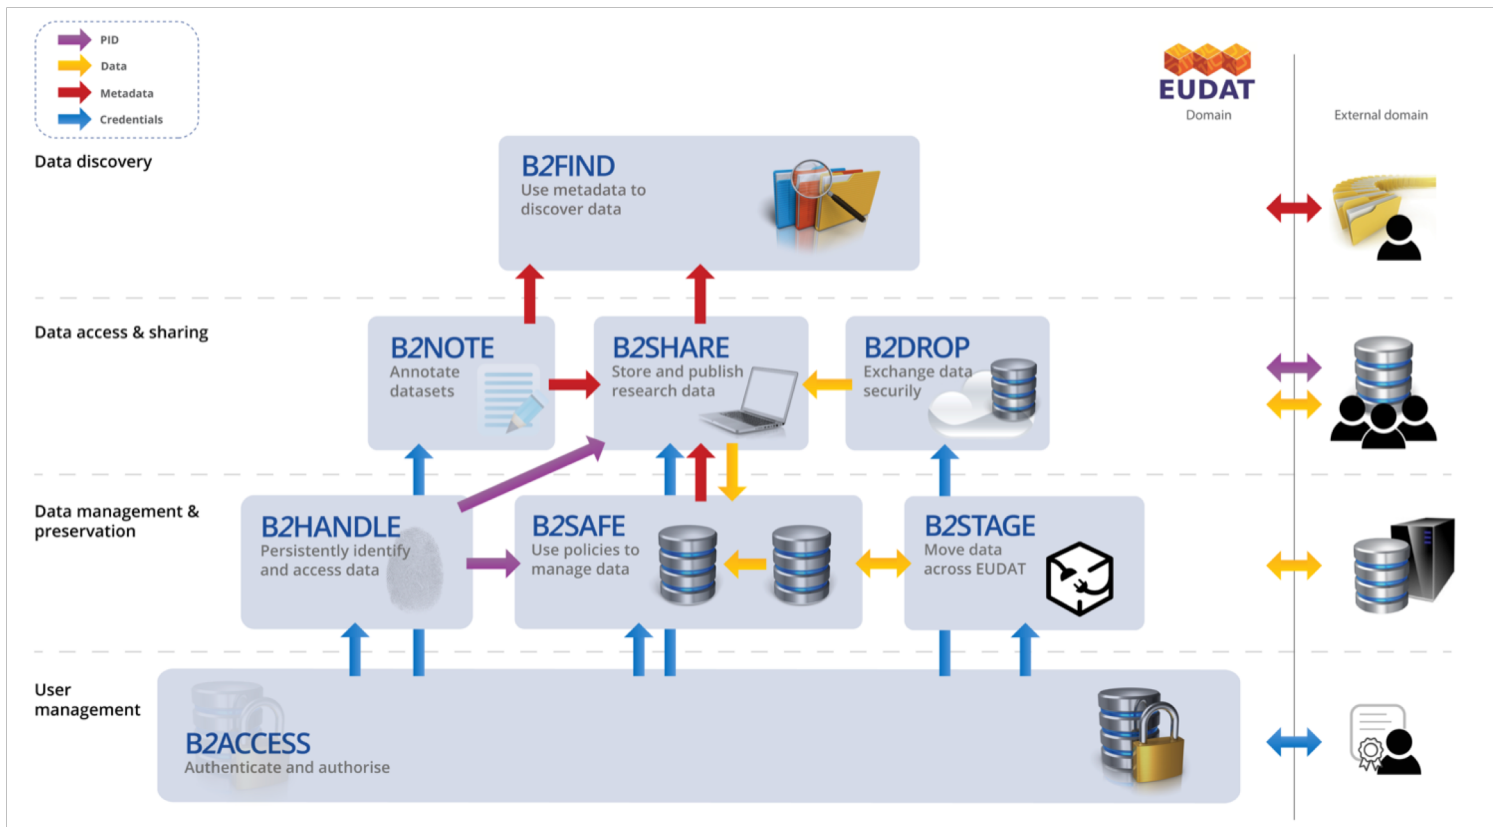 PID
Data
Metadata
Credentials
EUDAT
Domain
External domain
Data discovery
B2FIND
Use metadata to
discover data
Data access & sharing
B2NOTE
Annotate
datasets
B2SHARE
Store and publish
research data
B2DROP
Exchange data
security
Data management &
preservation
B2HANDLE
Persistently identify
and access data
B2SAFE
Use policies to
manage data
B2STAGE
Move data
across EUDAT
User
management
B2ACCESS
Authenticate and authorise